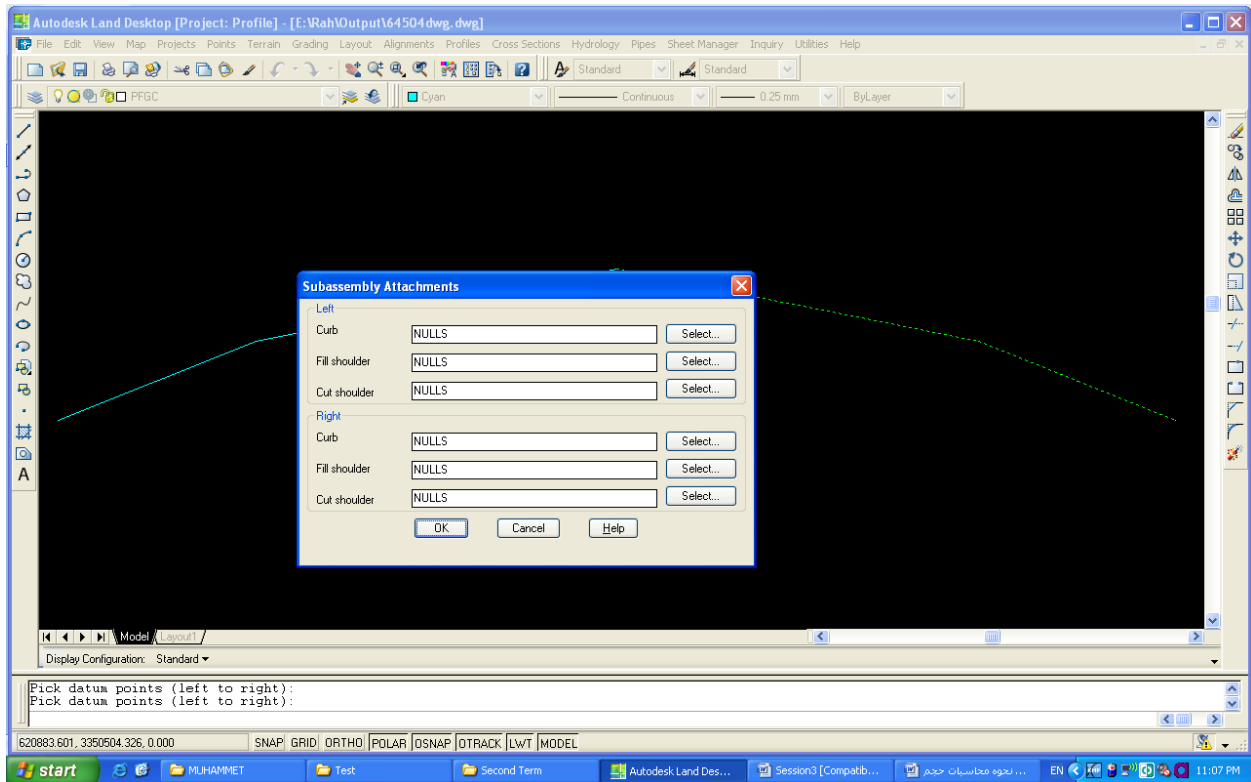 Autodesk Land Desktop [Project: Profile] - [E:\Rah\Output\64504dwg.dwg]
File Edit View Map Projects Points Terrain Grading Layout Alignments Profiles Cross Sections Hydrology Pipes Sheet Manager Inquiry Utilities Help
Standard Standard
PFGC Cyan Continuous 0.25 mm ByLayer
Subassembly Attachments
Left
Curb NULLS Select...
Fill shoulder NULLS Select...
Cut shoulder NULLS Select...
Right
Curb NULLS Select...
Fill shoulder NULLS Select...
Cut shoulder NULLS Select...
OK Cancel Help
A
Model Layout1
Display Configuration: Standard
Pick datum points (left to right):
Pick datum points (left to right):
620883.601, 3350504.326, 0.000 SNAP GRID ORTHO POLAR OSNAP OTRACK LWT MODEL
start MUHAMMET Test Second Term Autodesk Land Des... Session3 [Compatib... نحوه محاسبات حجم ... EN 11:07 PM